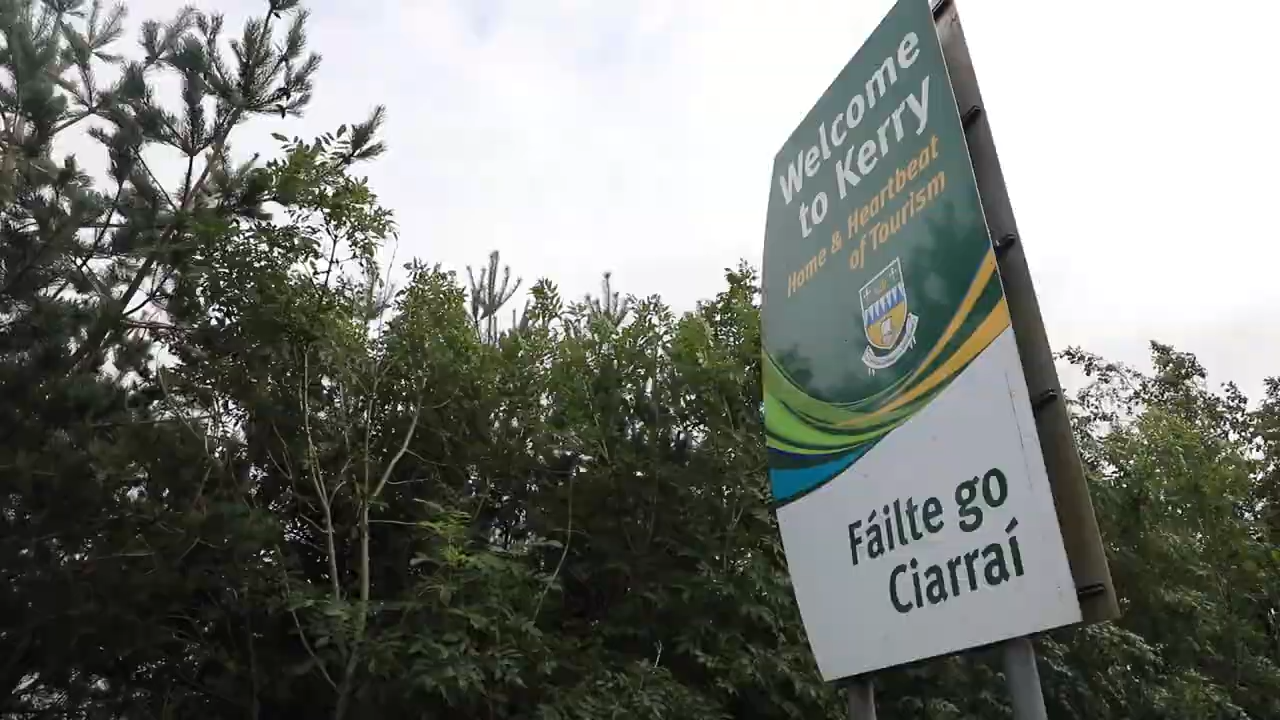 Welcome
to Kerry
Home & Heartbeat
of Tourism
Fáilte go
Ciarraí